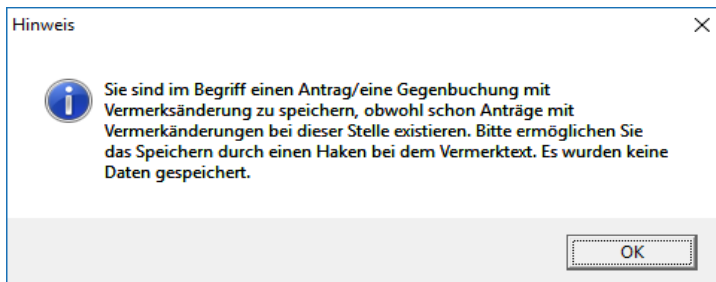 Hinweis
Sie sind im Begriff einen Antrag/eine Gegenbuchung mit
Vermerksänderung zu speichern, obwohl schon Anträge mit
Vermerkänderungen bei dieser Stelle existieren. Bitte ermöglichen Sie
das Speichern durch einen Haken bei dem Vermerktext. Es wurden keine
Daten gespeichert.
OK